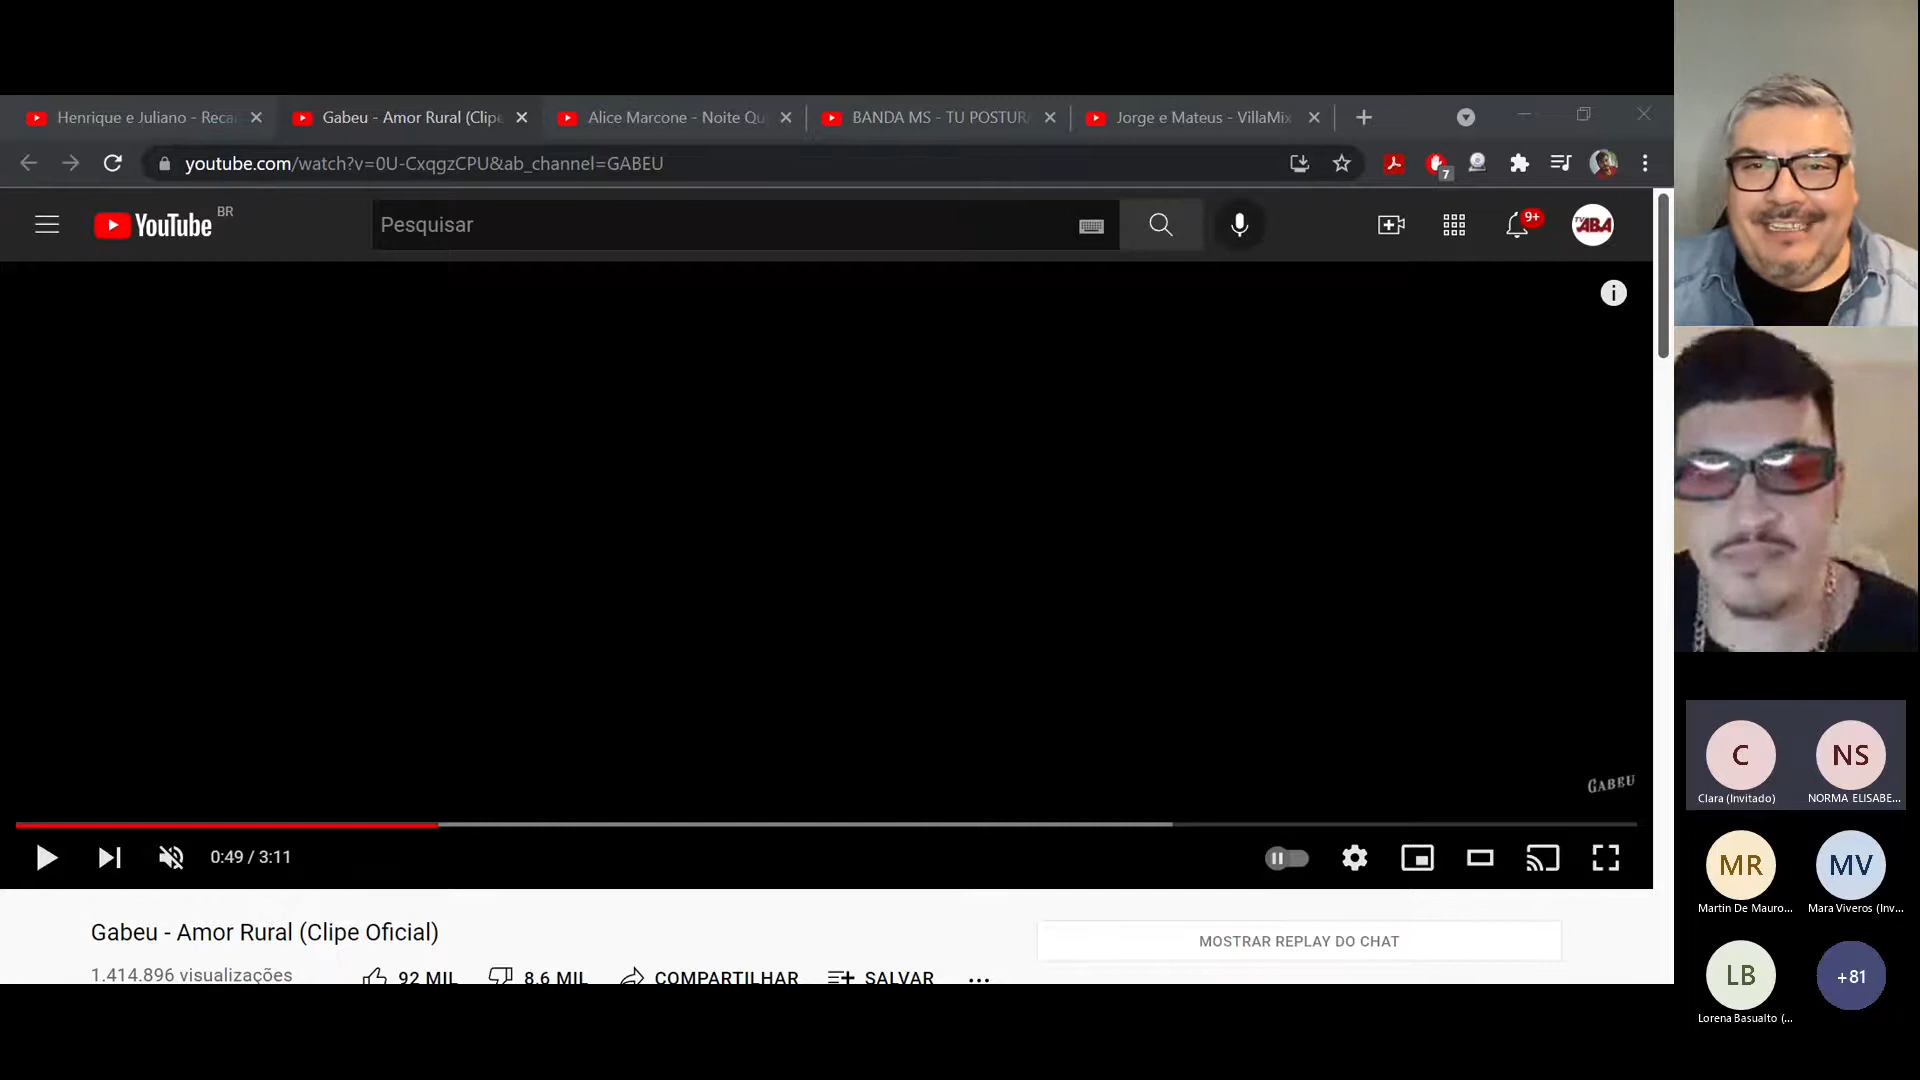 Henrique e Juliano - Reca
Gabeu - Amor Rural (Clipe
Alice Marcone - Noite Qu
BANDA MS - TU POSTUR
Jorge e Mateus - VillaMix
youtube.com/watch?v=0U-CxqgzCPU&ab_channel=GABEU
7
YouTube BR
Pesquisar
9+
TV ABA
i
GABEU
0:49 / 3:11
Gabeu - Amor Rural (Clipe Oficial)
MOSTRAR REPLAY DO CHAT
1.414.896 visualizações
92 MIL
8,6 MIL
COMPARTILHAR
SALVAR
...
C
NS
Clara (Invitado)
NORMA ELISABE...
MR
MV
Martin De Mauro...
Mara Viveros (Inv...
LB
+81
Lorena Basualto (...